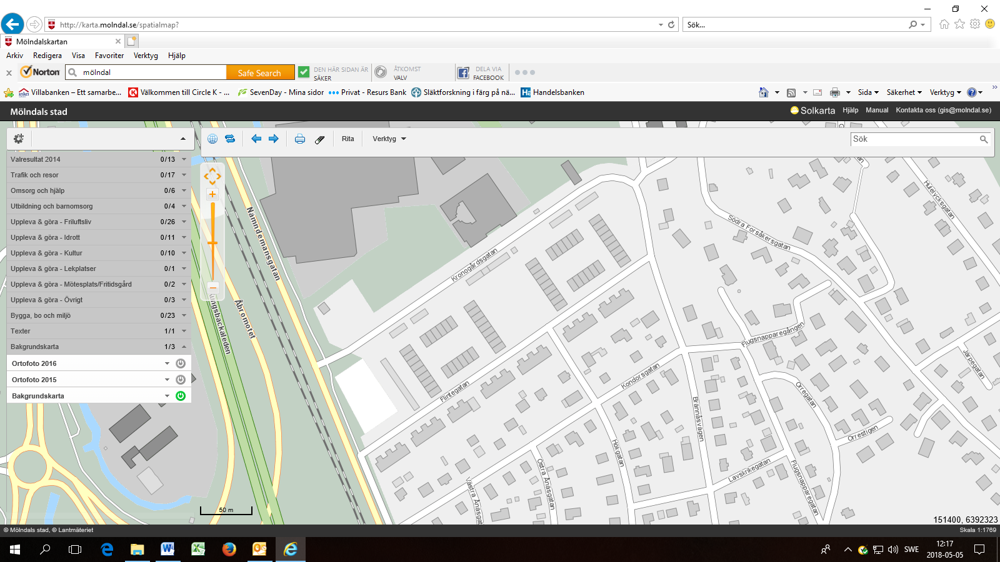 http://karta.molndal.se/spatialmap?
Sök...
Mölndalskartan
Arkiv Redigera Visa Favoriter Verktyg Hjälp
Norton mölndal Safe Search DEN HÄR SIDAN ÄR SÄKER ÅTKOMST VALV DELA VIA FACEBOOK
Villabanken – Ett samarbe... Välkommen till Circle K - ... SevenDay - Mina sidor Privat - Resurs Bank Släktforskning i färg på nä... Handelsbanken Sida Säkerhet Verktyg
Mölndals stad
Solkarta Hjälp Manual Kontakta oss (gis@molndal.se)
Rita Verktyg Sök
Valresultat 2014 0/13
Trafik och resor 0/17
Omsorg och hjälp 0/6
Utbildning och barnomsorg 0/4
Uppleva & göra - Friluftsliv 0/26
Uppleva & göra - Idrott 0/11
Uppleva & göra - Kultur 0/10
Uppleva & göra - Lekplatser 0/1
Uppleva & göra - Mötesplats/Fritidsgård 0/2
Uppleva & göra - Övrigt 0/3
Bygga, bo och miljö 0/23
Texter 1/1
Bakgrundskarta 1/3
Ortofoto 2016
Ortofoto 2015
Bakgrundskarta
Nämndemansgatan
Åbromotet
ungsbackaleden
Kronogårdsgatan
Södra Forsåkersgatan
Hulelycksgatan
Flugsnapparegången
Järpegatan
Flintegatan
Kondorsgatan
Brännåsvägen
Orregatan
Orrestigen
Hökgatan
Östra Ånäsgatan
Västra Ånäsgat
Lavskrikegatan
Flugsnapparegatan
50 m
151400, 6392323
© Mölndals stad, © Lantmäteriet
Skala 1:1769
SWE
12:17
2018-05-05